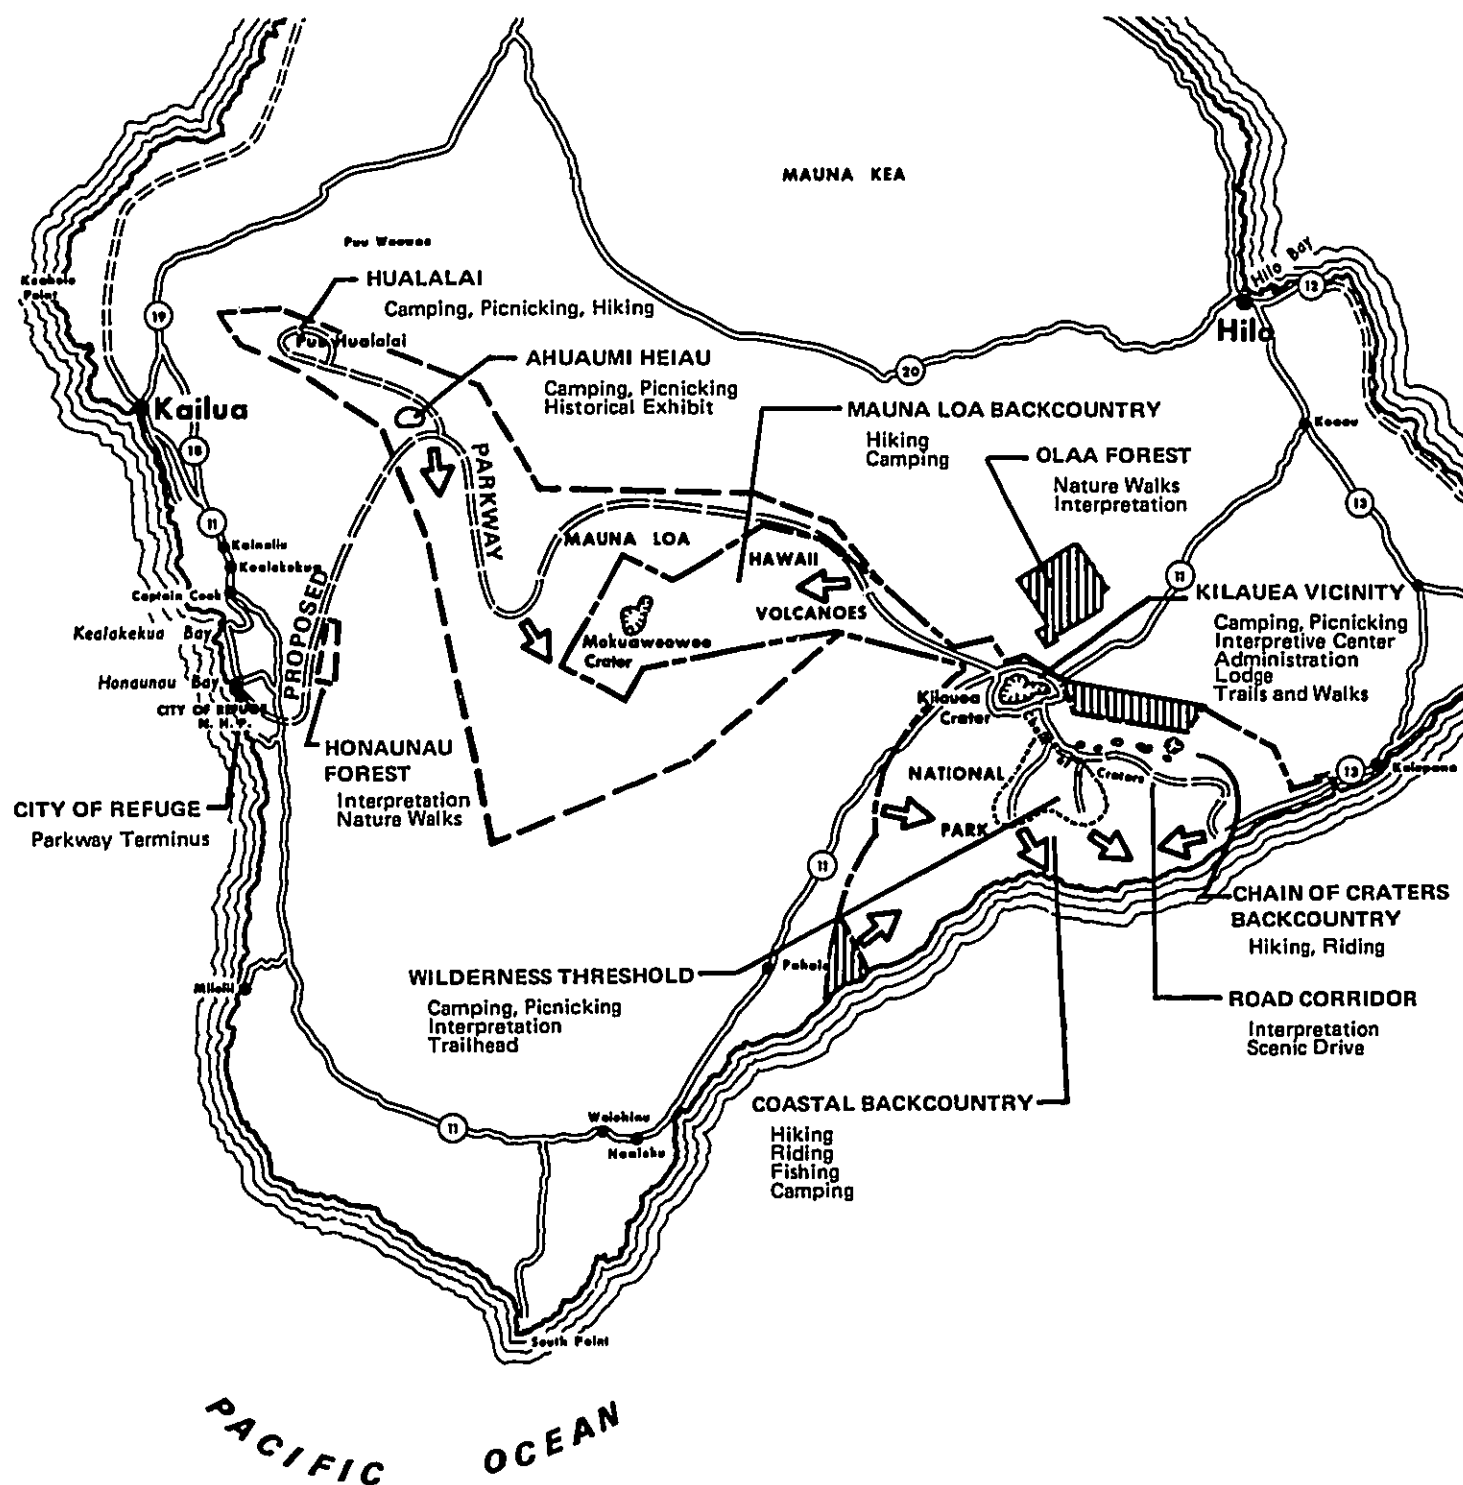 MAUNA KEA
Puu Waawaa
HUALALAI
Camping, Picnicking, Hiking
Keahole
Point
Hilo Bay
12
Hilo
19
Puu Hualalai
AHUAUMI HEIAU
Camping, Picnicking
Historical Exhibit
20
Kailua
MAUNA LOA BACKCOUNTRY
Hiking
Camping
Keaau
18
PARKWAY
OLAA FOREST
Nature Walks
Interpretation
13
11
Kainaliu
Kealakekua
Captain Cook
MAUNA LOA
HAWAII
VOLCANOES
11
KILAUEA VICINITY
Camping, Picnicking
Interpretive Center
Administration
Lodge
Trails and Walks
Kealakekua Bay
PROPOSED
Mokuaweoweo
Crater
Honaunau Bay
CITY OF REFUGE
N. H. P.
Kilauea
Crater
HONAUNAU
FOREST
Interpretation
Nature Walks
Craters
NATIONAL
PARK
13
Kalapana
CITY OF REFUGE
Parkway Terminus
11
CHAIN OF CRATERS
BACKCOUNTRY
Hiking, Riding
WILDERNESS THRESHOLD
Camping, Picnicking
Interpretation
Trailhead
Pahala
Milolii
ROAD CORRIDOR
Interpretation
Scenic Drive
COASTAL BACKCOUNTRY
Hiking
Riding
Fishing
Camping
11
Waiohinu
Naalehu
South Point
PACIFIC OCEAN